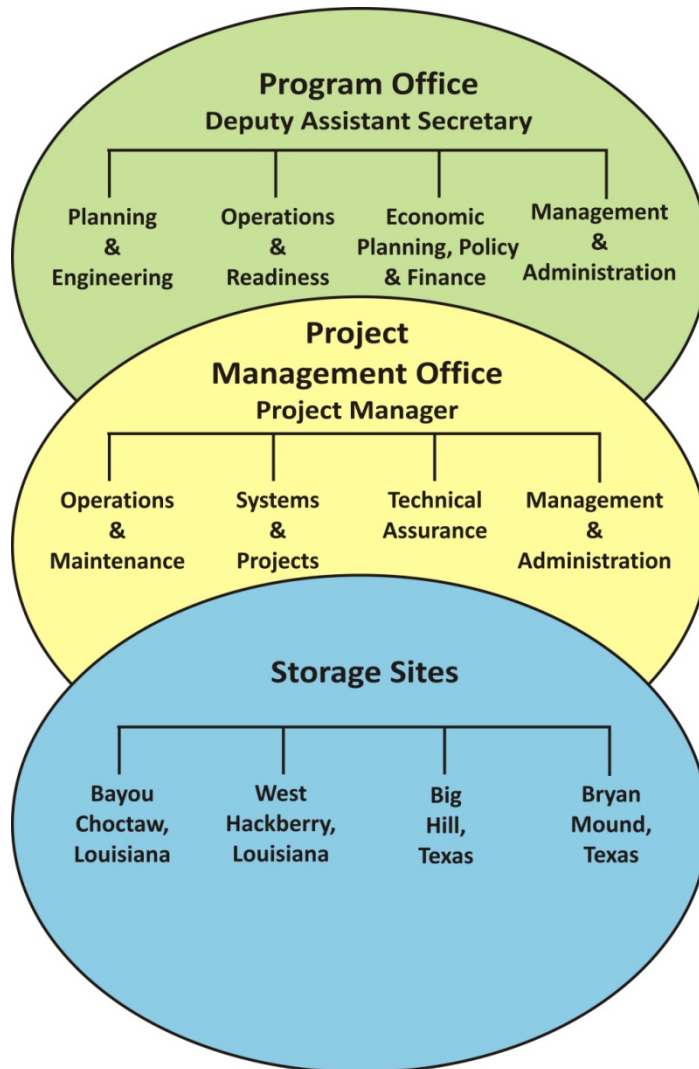 Program Office
Deputy Assistant Secretary
Planning
&
Engineering
Operations
&
Readiness
Economic
Planning, Policy
& Finance
Management
&
Administration
Project
Management Office
Project Manager
Operations
&
Maintenance
Systems
&
Projects
Technical
Assurance
Management
&
Administration
Storage Sites
Bayou
Choctaw,
Louisiana
West
Hackberry,
Louisiana
Big
Hill,
Texas
Bryan
Mound,
Texas